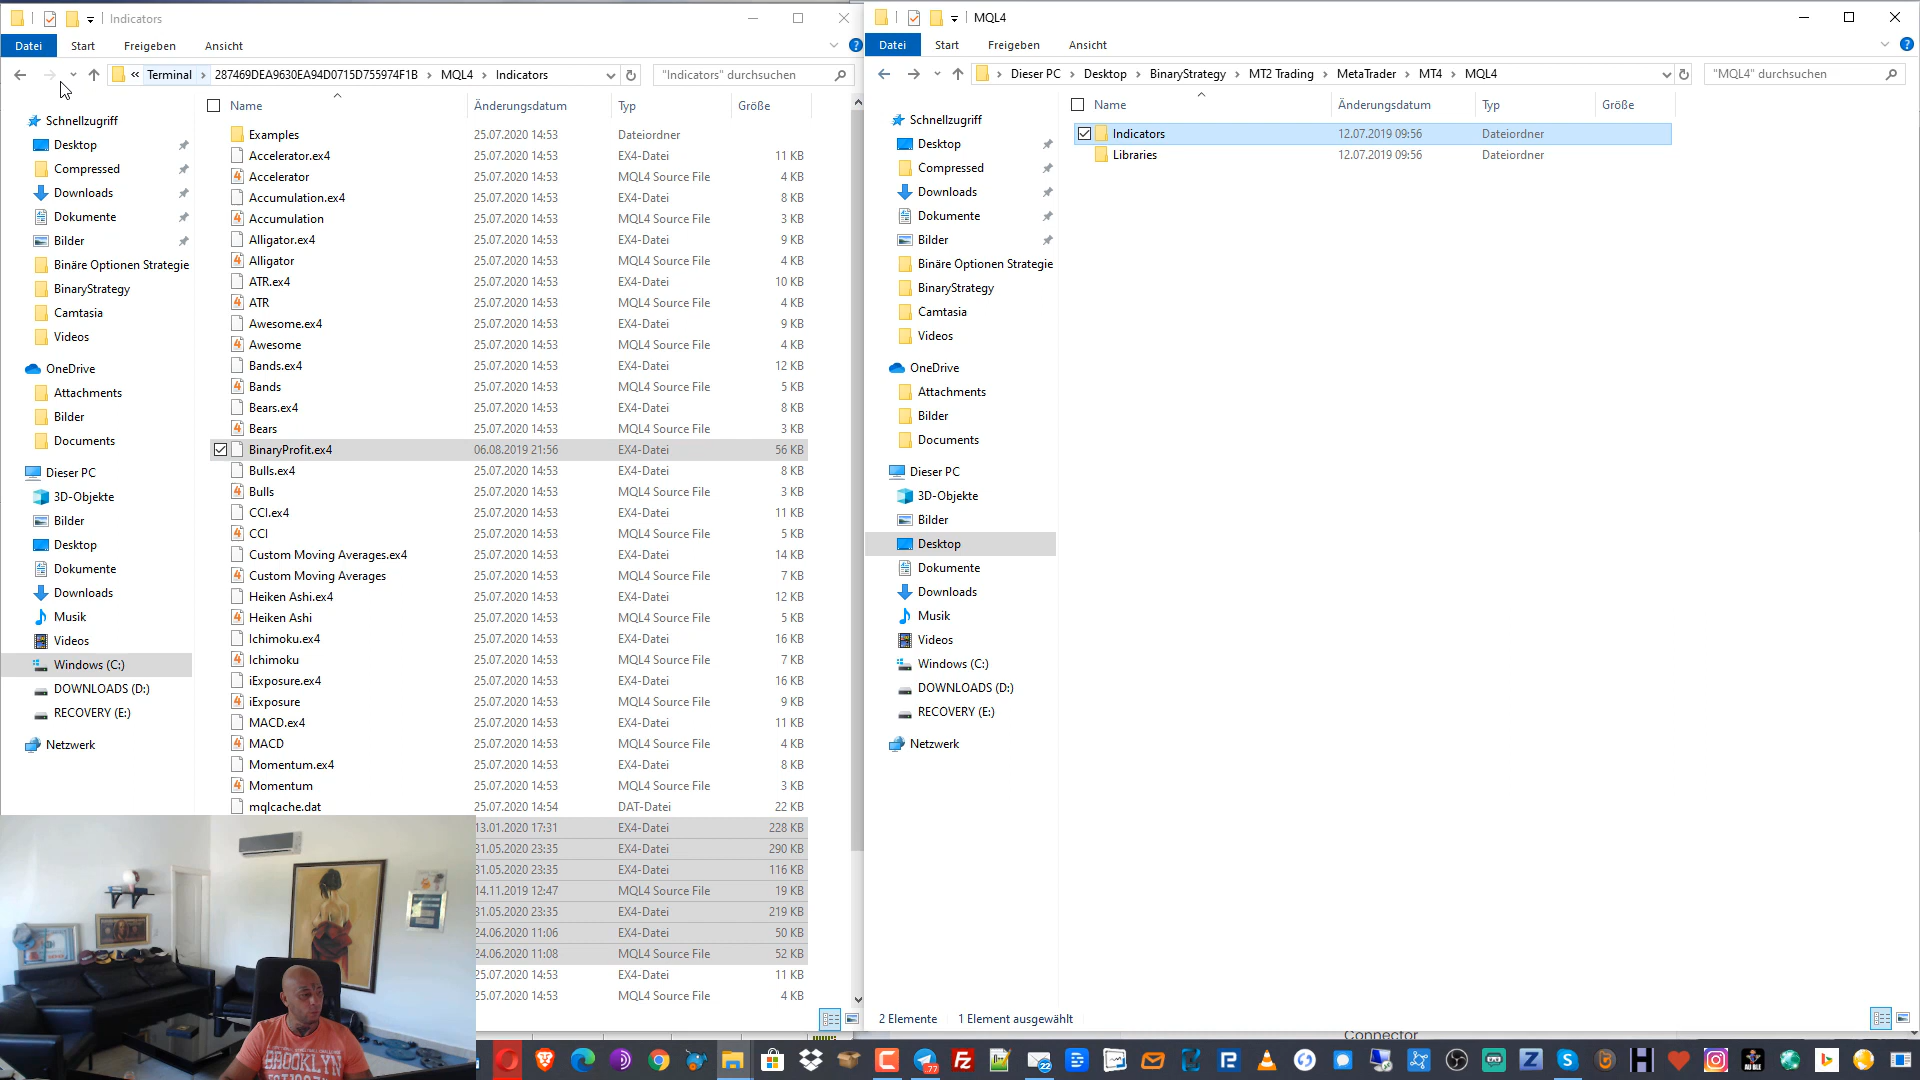 Indicators
Datei
Start
Freigeben
Ansicht
«
Terminal
287469DEA9630EA94D0715D755974F1B
MQL4
Indicators
"Indicators" durchsuchen
Schnellzugriff
Desktop
Compressed
Downloads
Dokumente
Bilder
Binäre Optionen Strategie
BinaryStrategy
Camtasia
Videos
OneDrive
Attachments
Bilder
Documents
Dieser PC
3D-Objekte
Bilder
Desktop
Dokumente
Downloads
Musik
Videos
Windows (C:)
DOWNLOADS (D:)
RECOVERY (E:)
Netzwerk
Name Änderungsdatum Typ Größe
Examples 25.07.2020 14:53 Dateiordner
Accelerator.ex4 25.07.2020 14:53 EX4-Datei 11 KB
Accelerator 25.07.2020 14:53 MQL4 Source File 4 KB
Accumulation.ex4 25.07.2020 14:53 EX4-Datei 8 KB
Accumulation 25.07.2020 14:53 MQL4 Source File 3 KB
Alligator.ex4 25.07.2020 14:53 EX4-Datei 9 KB
Alligator 25.07.2020 14:53 MQL4 Source File 4 KB
ATR.ex4 25.07.2020 14:53 EX4-Datei 10 KB
ATR 25.07.2020 14:53 MQL4 Source File 4 KB
Awesome.ex4 25.07.2020 14:53 EX4-Datei 9 KB
Awesome 25.07.2020 14:53 MQL4 Source File 4 KB
Bands.ex4 25.07.2020 14:53 EX4-Datei 12 KB
Bands 25.07.2020 14:53 MQL4 Source File 5 KB
Bears.ex4 25.07.2020 14:53 EX4-Datei 8 KB
Bears 25.07.2020 14:53 MQL4 Source File 3 KB
BinaryProfit.ex4 06.08.2019 21:56 EX4-Datei 56 KB
Bulls.ex4 25.07.2020 14:53 EX4-Datei 8 KB
Bulls 25.07.2020 14:53 MQL4 Source File 3 KB
CCI.ex4 25.07.2020 14:53 EX4-Datei 11 KB
CCI 25.07.2020 14:53 MQL4 Source File 5 KB
Custom Moving Averages.ex4 25.07.2020 14:53 EX4-Datei 14 KB
Custom Moving Averages 25.07.2020 14:53 MQL4 Source File 7 KB
Heiken Ashi.ex4 25.07.2020 14:53 EX4-Datei 12 KB
Heiken Ashi 25.07.2020 14:53 MQL4 Source File 5 KB
Ichimoku.ex4 25.07.2020 14:53 EX4-Datei 16 KB
Ichimoku 25.07.2020 14:53 MQL4 Source File 7 KB
iExposure.ex4 25.07.2020 14:53 EX4-Datei 16 KB
iExposure 25.07.2020 14:53 MQL4 Source File 9 KB
MACD.ex4 25.07.2020 14:53 EX4-Datei 11 KB
MACD 25.07.2020 14:53 MQL4 Source File 4 KB
Momentum.ex4 25.07.2020 14:53 EX4-Datei 8 KB
Momentum 25.07.2020 14:53 MQL4 Source File 3 KB
mqlcache.dat 25.07.2020 14:54 DAT-Datei 22 KB
13.01.2020 17:31 EX4-Datei 228 KB
31.05.2020 23:35 EX4-Datei 290 KB
31.05.2020 23:35 EX4-Datei 116 KB
14.11.2019 12:47 MQL4 Source File 19 KB
31.05.2020 23:35 EX4-Datei 219 KB
24.06.2020 11:06 EX4-Datei 50 KB
24.06.2020 11:08 MQL4 Source File 52 KB
25.07.2020 14:53 EX4-Datei 11 KB
25.07.2020 14:53 MQL4 Source File 4 KB
BROOKLYN
MQL4
Datei
Start
Freigeben
Ansicht
Dieser PC
Desktop
BinaryStrategy
MT2 Trading
MetaTrader
MT4
MQL4
"MQL4" durchsuchen
Schnellzugriff
Desktop
Compressed
Downloads
Dokumente
Bilder
Binäre Optionen Strategie
BinaryStrategy
Camtasia
Videos
OneDrive
Attachments
Bilder
Documents
Dieser PC
3D-Objekte
Bilder
Desktop
Dokumente
Downloads
Musik
Videos
Windows (C:)
DOWNLOADS (D:)
RECOVERY (E:)
Netzwerk
Name Änderungsdatum Typ Größe
Indicators 12.07.2019 09:56 Dateiordner
Libraries 12.07.2019 09:56 Dateiordner
2 Elemente
1 Element ausgewählt
Connector
77
22